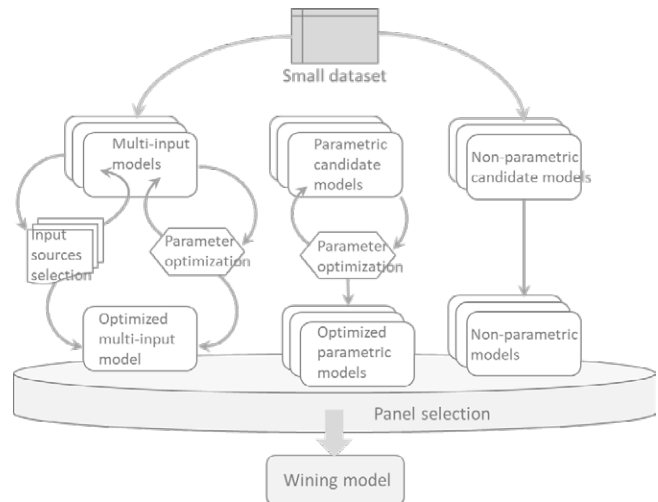 Small dataset
Multi-input
models
Parametric
candidate
models
Non-parametric
candidate models
Input
sources
selection
Parameter
optimization
Parameter
optimization
Optimized
multi-input
model
Optimized
parametric
models
Non-parametric
models
Panel selection
Wining model